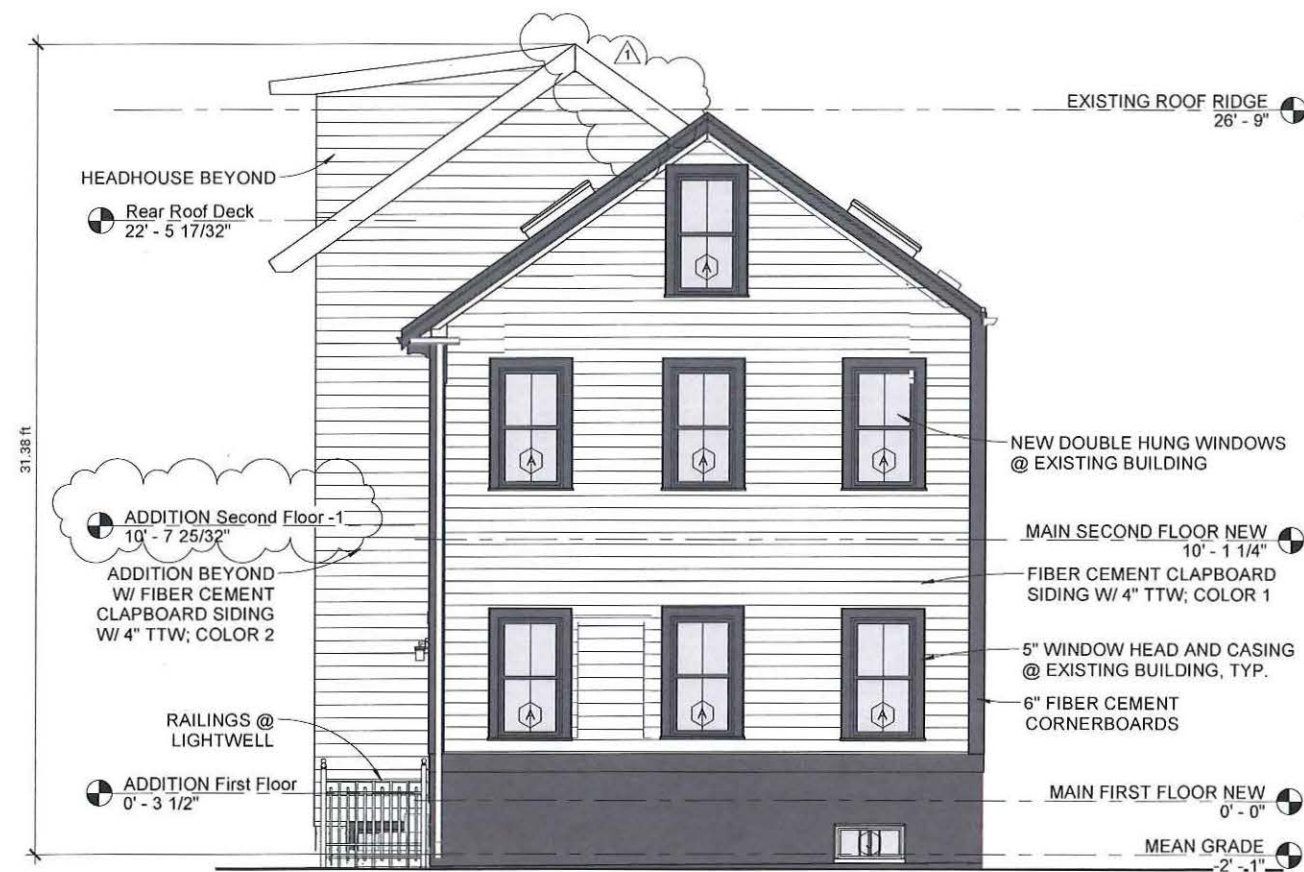 1
EXISTING ROOF RIDGE
26' - 9"
HEADHOUSE BEYOND
Rear Roof Deck
22' - 5 17/32"
A
A
A
A
31.38 ft
NEW DOUBLE HUNG WINDOWS
@ EXISTING BUILDING
ADDITION Second Floor -1
10' - 7 25/32"
MAIN SECOND FLOOR NEW
10' - 1 1/4"
ADDITION BEYOND
W/ FIBER CEMENT
CLAPBOARD SIDING
W/ 4" TTW; COLOR 2
FIBER CEMENT CLAPBOARD
SIDING W/ 4" TTW; COLOR 1
5" WINDOW HEAD AND CASING
@ EXISTING BUILDING, TYP.
A
A
A
6" FIBER CEMENT
CORNERBOARDS
RAILINGS @
LIGHTWELL
ADDITION First Floor
0' - 3 1/2"
MAIN FIRST FLOOR NEW
0' - 0"
MEAN GRADE
-2' - 1"